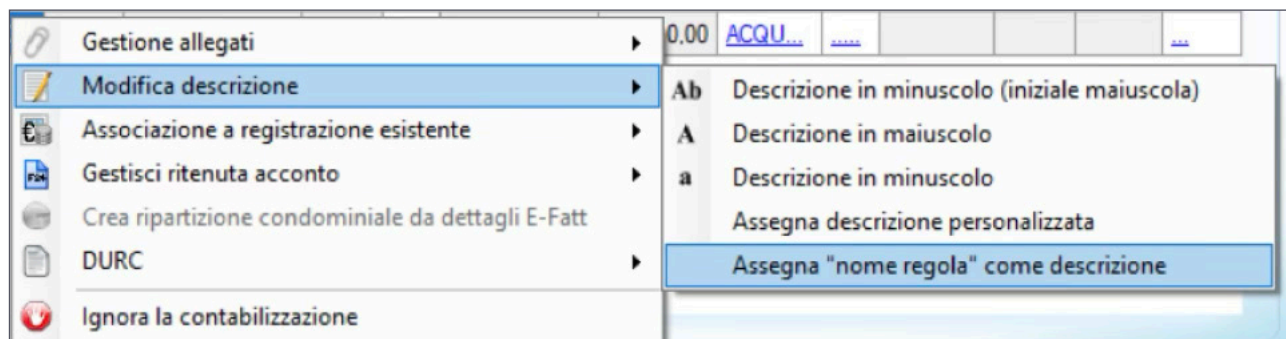 0,00 ACQU... ..... ...
Gestione allegati
Modifica descrizione
Associazione a registrazione esistente
Gestisci ritenuta acconto
Crea ripartizione condominiale da dettagli E-Fatt
DURC
Ignora la contabilizzazione
Ab Descrizione in minuscolo (iniziale maiuscola)
A Descrizione in maiuscolo
a Descrizione in minuscolo
Assegna descrizione personalizzata
Assegna "nome regola" come descrizione